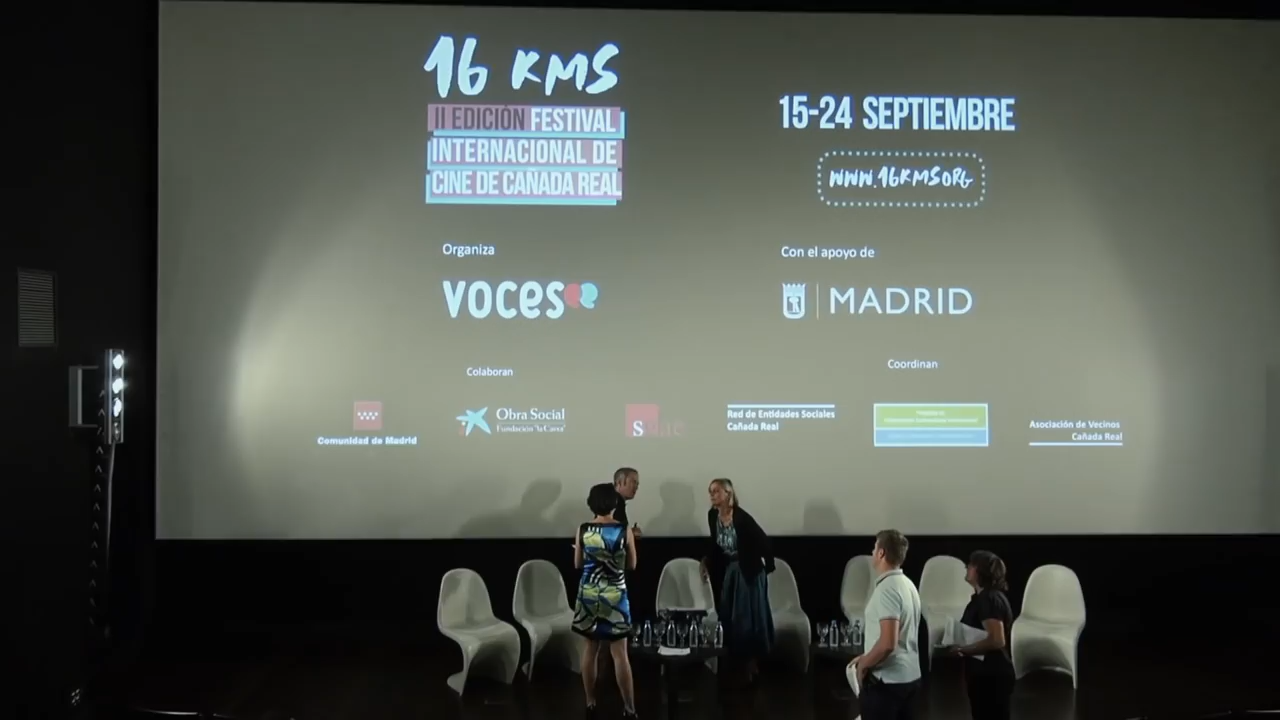 16 KMS
II EDICIÓN FESTIVAL
INTERNACIONAL DE
CINE DE CAÑADA REAL
15-24 SEPTIEMBRE
WWW.16KMS.ORG
Organiza
VOCES
Con el apoyo de
MADRID
Colaboran
Coordinan
Comunidad de Madrid
Obra Social
Fundación "la Caixa"
Red de Entidades Sociales
Cañada Real
Asociación de Vecinos
Cañada Real